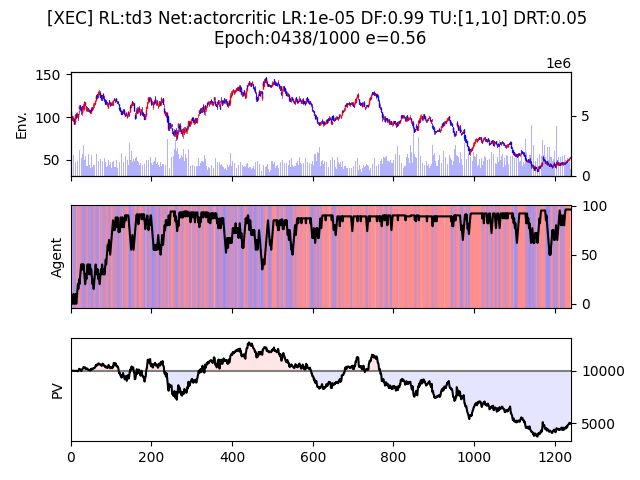 [XEC] RL:td3 Net:actorcritic LR:1e-05 DF:0.99 TU:[1,10] DRT:0.05
Epoch:0438/1000 e=0.56
1e6
150
100
50
Env.
5
0
Agent
100
50
0
PV
10000
5000
0 200 400 600 800 1000 1200